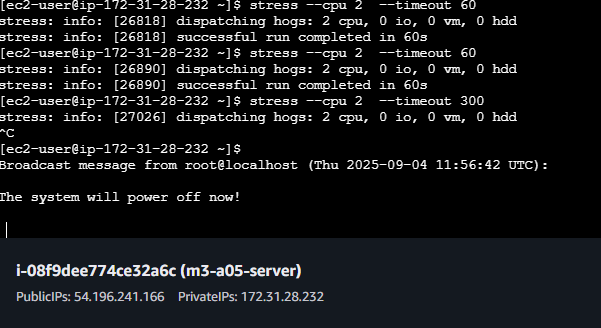 [ec2-user@ip-172-31-28-232 ~]$ stress --cpu 2  --timeout 60
stress: info: [26818] dispatching hogs: 2 cpu, 0 io, 0 vm, 0 hdd
stress: info: [26818] successful run completed in 60s
[ec2-user@ip-172-31-28-232 ~]$ stress --cpu 2  --timeout 60
stress: info: [26890] dispatching hogs: 2 cpu, 0 io, 0 vm, 0 hdd
stress: info: [26890] successful run completed in 60s
[ec2-user@ip-172-31-28-232 ~]$ stress --cpu 2  --timeout 300
stress: info: [27026] dispatching hogs: 2 cpu, 0 io, 0 vm, 0 hdd
^C
[ec2-user@ip-172-31-28-232 ~]$
Broadcast message from root@localhost (Thu 2025-09-04 11:56:42 UTC):
The system will power off now!
i-08f9dee774ce32a6c (m3-a05-server)
PublicIPs: 54.196.241.166    PrivateIPs: 172.31.28.232